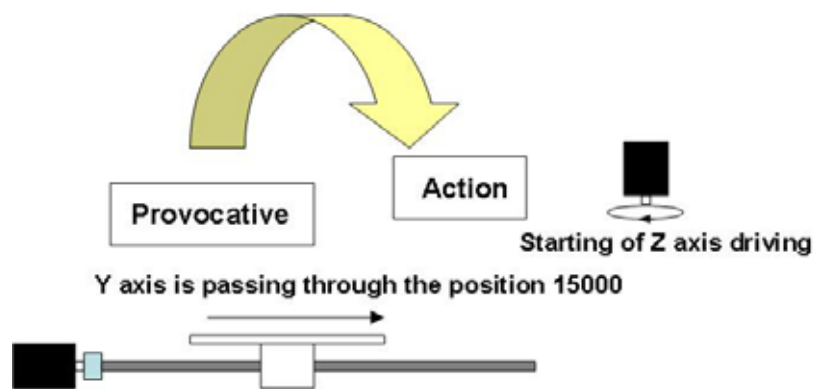 Provocative
Action
Starting of Z axis driving
Y axis is passing through the position 15000